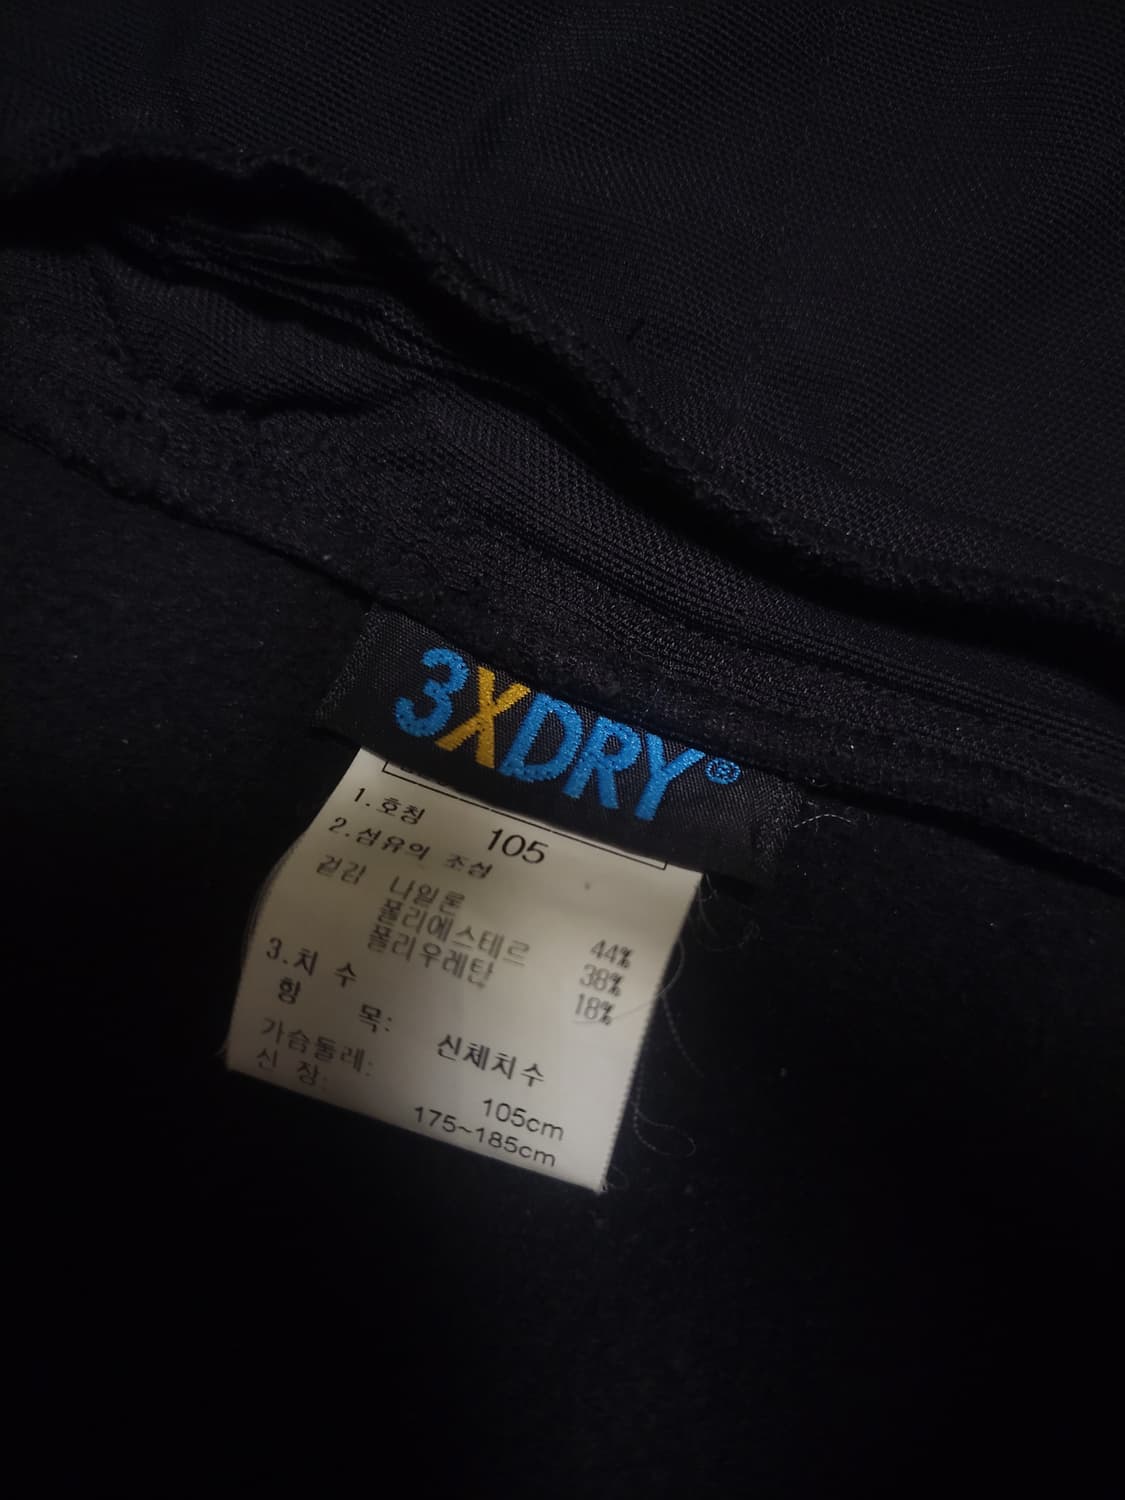 3XDRY®
1.호칭 105
2.섬유의 조성
겉감 나일론 44%
폴리에스테르 38%
폴리우레탄 18%
3.치 수
항 목: 신체치수
가슴둘레: 105cm
신 장: 175~185cm